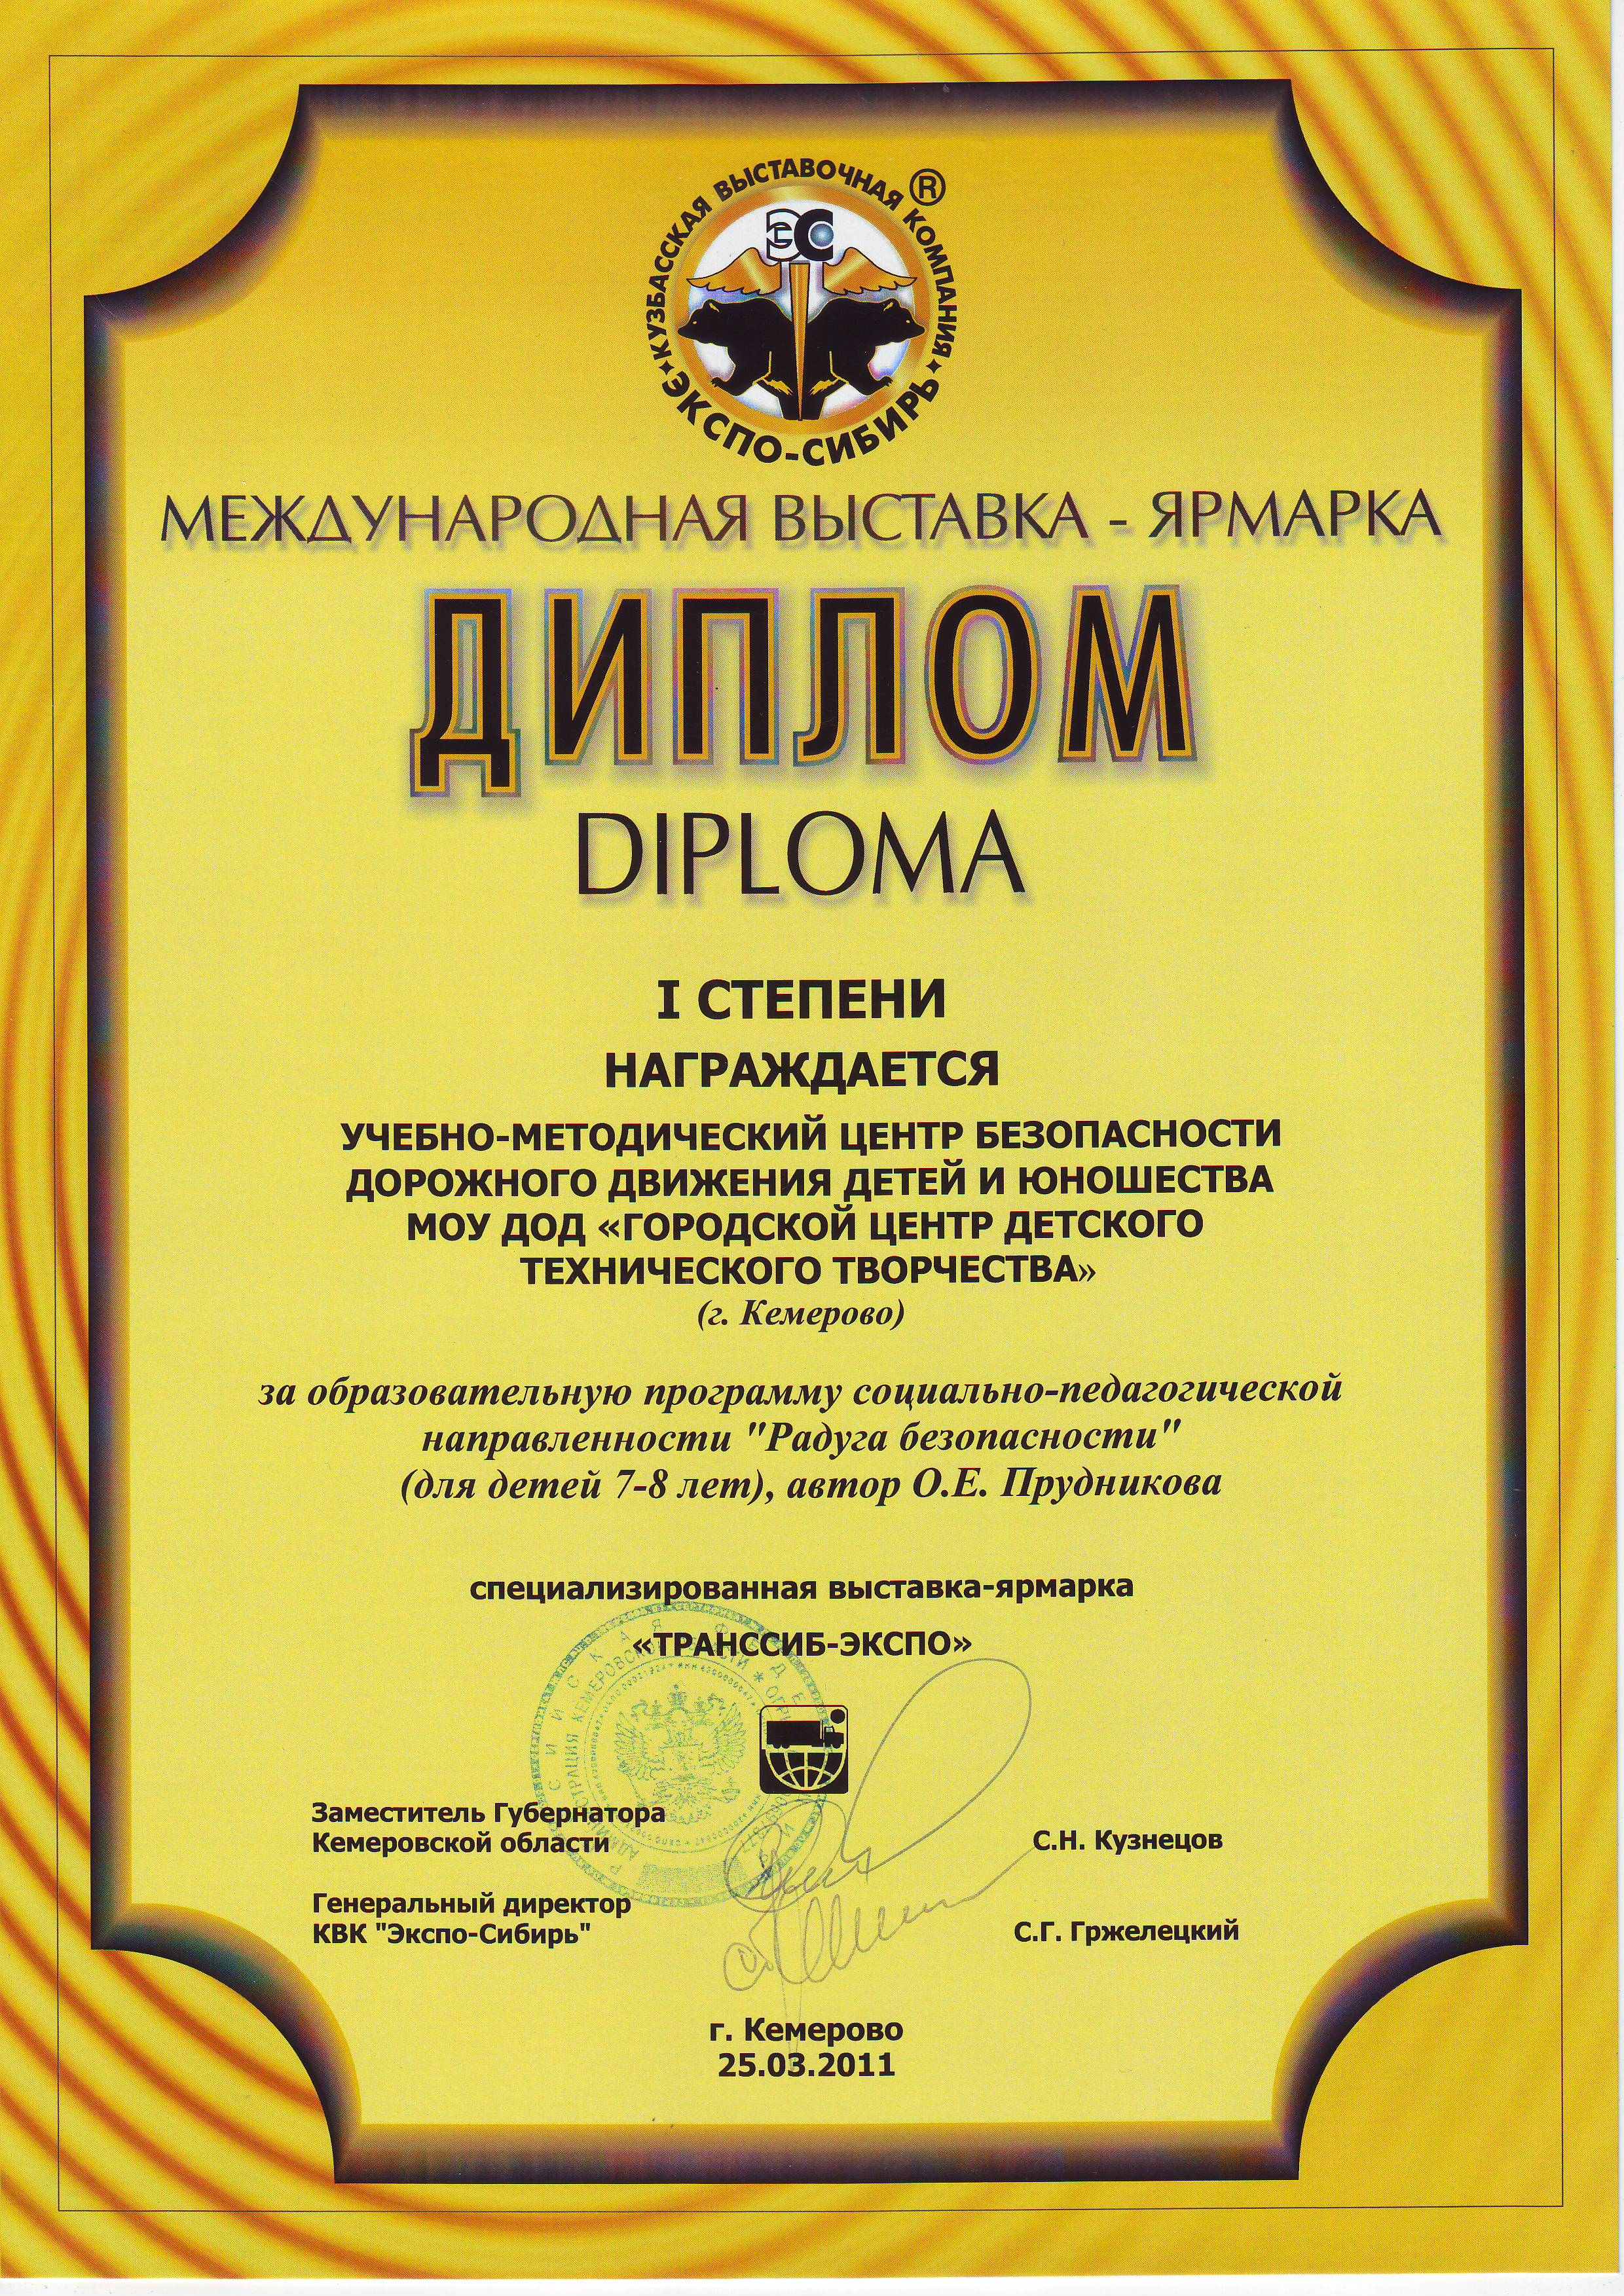 КУЗБАССКАЯ ВЫСТАВОЧНАЯ КОМПАНИЯ ®
ЭС
ЭКСПО-СИБИРЬ
МЕЖДУНАРОДНАЯ ВЫСТАВКА - ЯРМАРКА
ДИПЛОМ
DIPLOMA
I СТЕПЕНИ
НАГРАЖДАЕТСЯ
УЧЕБНО-МЕТОДИЧЕСКИЙ ЦЕНТР БЕЗОПАСНОСТИ
ДОРОЖНОГО ДВИЖЕНИЯ ДЕТЕЙ И ЮНОШЕСТВА
МОУ ДОД «ГОРОДСКОЙ ЦЕНТР ДЕТСКОГО
ТЕХНИЧЕСКОГО ТВОРЧЕСТВА»
(г. Кемерово)
за образовательную программу социально-педагогической
направленности "Радуга безопасности"
(для детей 7-8 лет), автор О.Е. Прудникова
специализированная выставка-ярмарка
«ТРАНССИБ-ЭКСПО»
Заместитель Губернатора
Кемеровской области
С.Н. Кузнецов
Генеральный директор
КВК "Экспо-Сибирь"
С.Г. Гржелецкий
г. Кемерово
25.03.2011